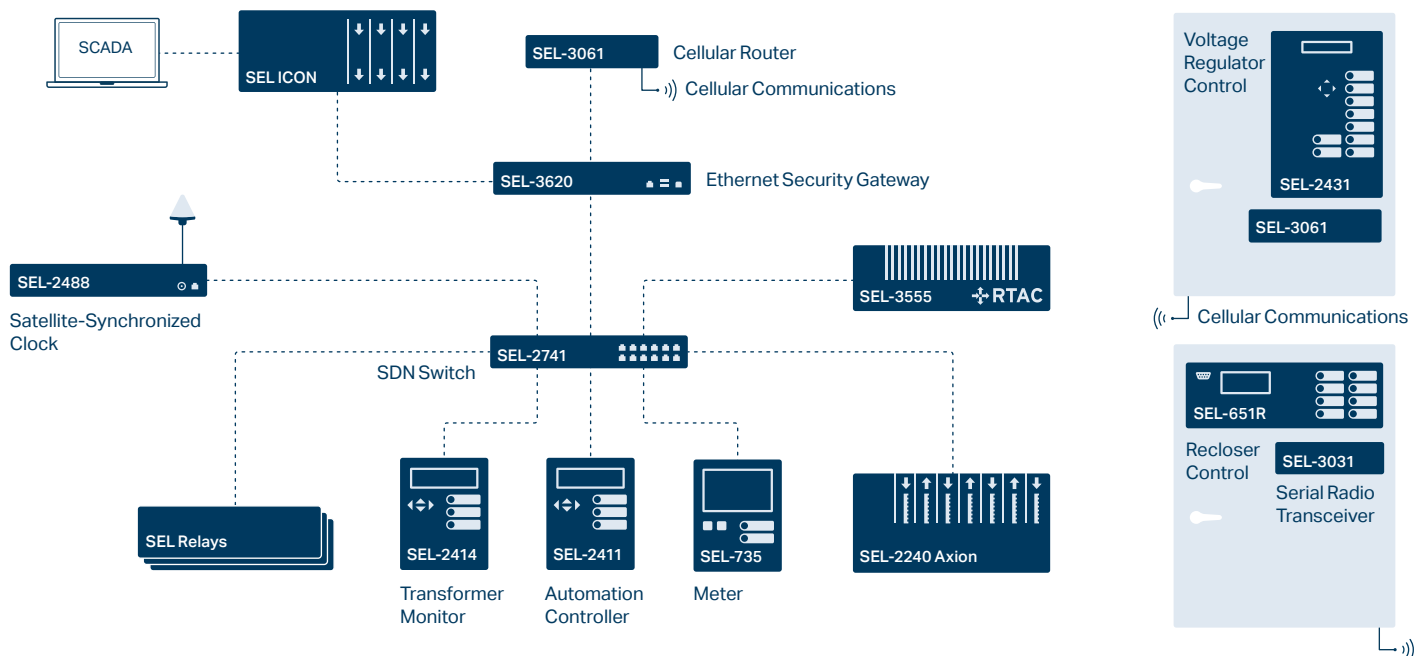 SCADA
SEL ICON
SEL-3061
Cellular Router
Cellular Communications
SEL-3620
Ethernet Security Gateway
SEL-2488
Satellite-Synchronized
Clock
SEL-3555
RTAC
SEL-2741
SDN Switch
SEL Relays
SEL-2414
Transformer
Monitor
SEL-2411
Automation
Controller
SEL-735
Meter
SEL-2240 Axion
Voltage
Regulator
Control
SEL-2431
SEL-3061
Cellular Communications
SEL-651R
Recloser
Control
SEL-3031
Serial Radio
Transceiver